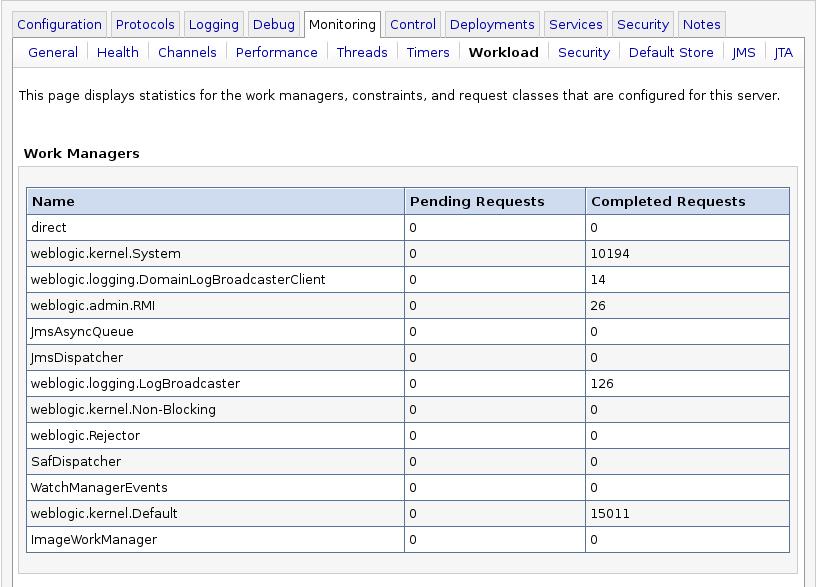 Configuration Protocols Logging Debug Monitoring Control Deployments Services Security Notes
General Health Channels Performance Threads Timers Workload Security Default Store JMS JTA
This page displays statistics for the work managers, constraints, and request classes that are configured for this server.
Work Managers
Name Pending Requests Completed Requests
direct 0 0
weblogic.kernel.System 0 10194
weblogic.logging.DomainLogBroadcasterClient 0 14
weblogic.admin.RMI 0 26
JmsAsyncQueue 0 0
JmsDispatcher 0 0
weblogic.logging.LogBroadcaster 0 126
weblogic.kernel.Non-Blocking 0 0
weblogic.Rejector 0 0
SafDispatcher 0 0
WatchManagerEvents 0 0
weblogic.kernel.Default 0 15011
ImageWorkManager 0 0